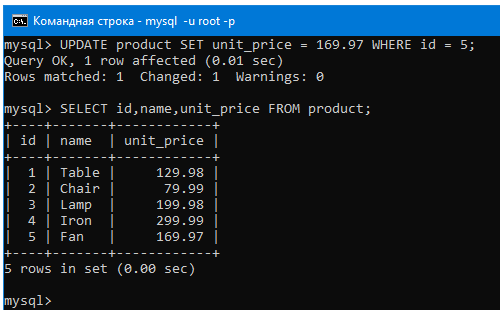 Командная строка - mysql  -u root -p
mysql> UPDATE product SET unit_price = 169.97 WHERE id = 5;
Query OK, 1 row affected (0.01 sec)
Rows matched: 1  Changed: 1  Warnings: 0
mysql> SELECT id,name,unit_price FROM product;
+----+-------+------------+
| id | name  | unit_price |
+----+-------+------------+
|  1 | Table |     129.98 |
|  2 | Chair |      79.99 |
|  3 | Lamp  |     199.98 |
|  4 | Iron  |     299.99 |
|  5 | Fan   |     169.97 |
+----+-------+------------+
5 rows in set (0.00 sec)
mysql>